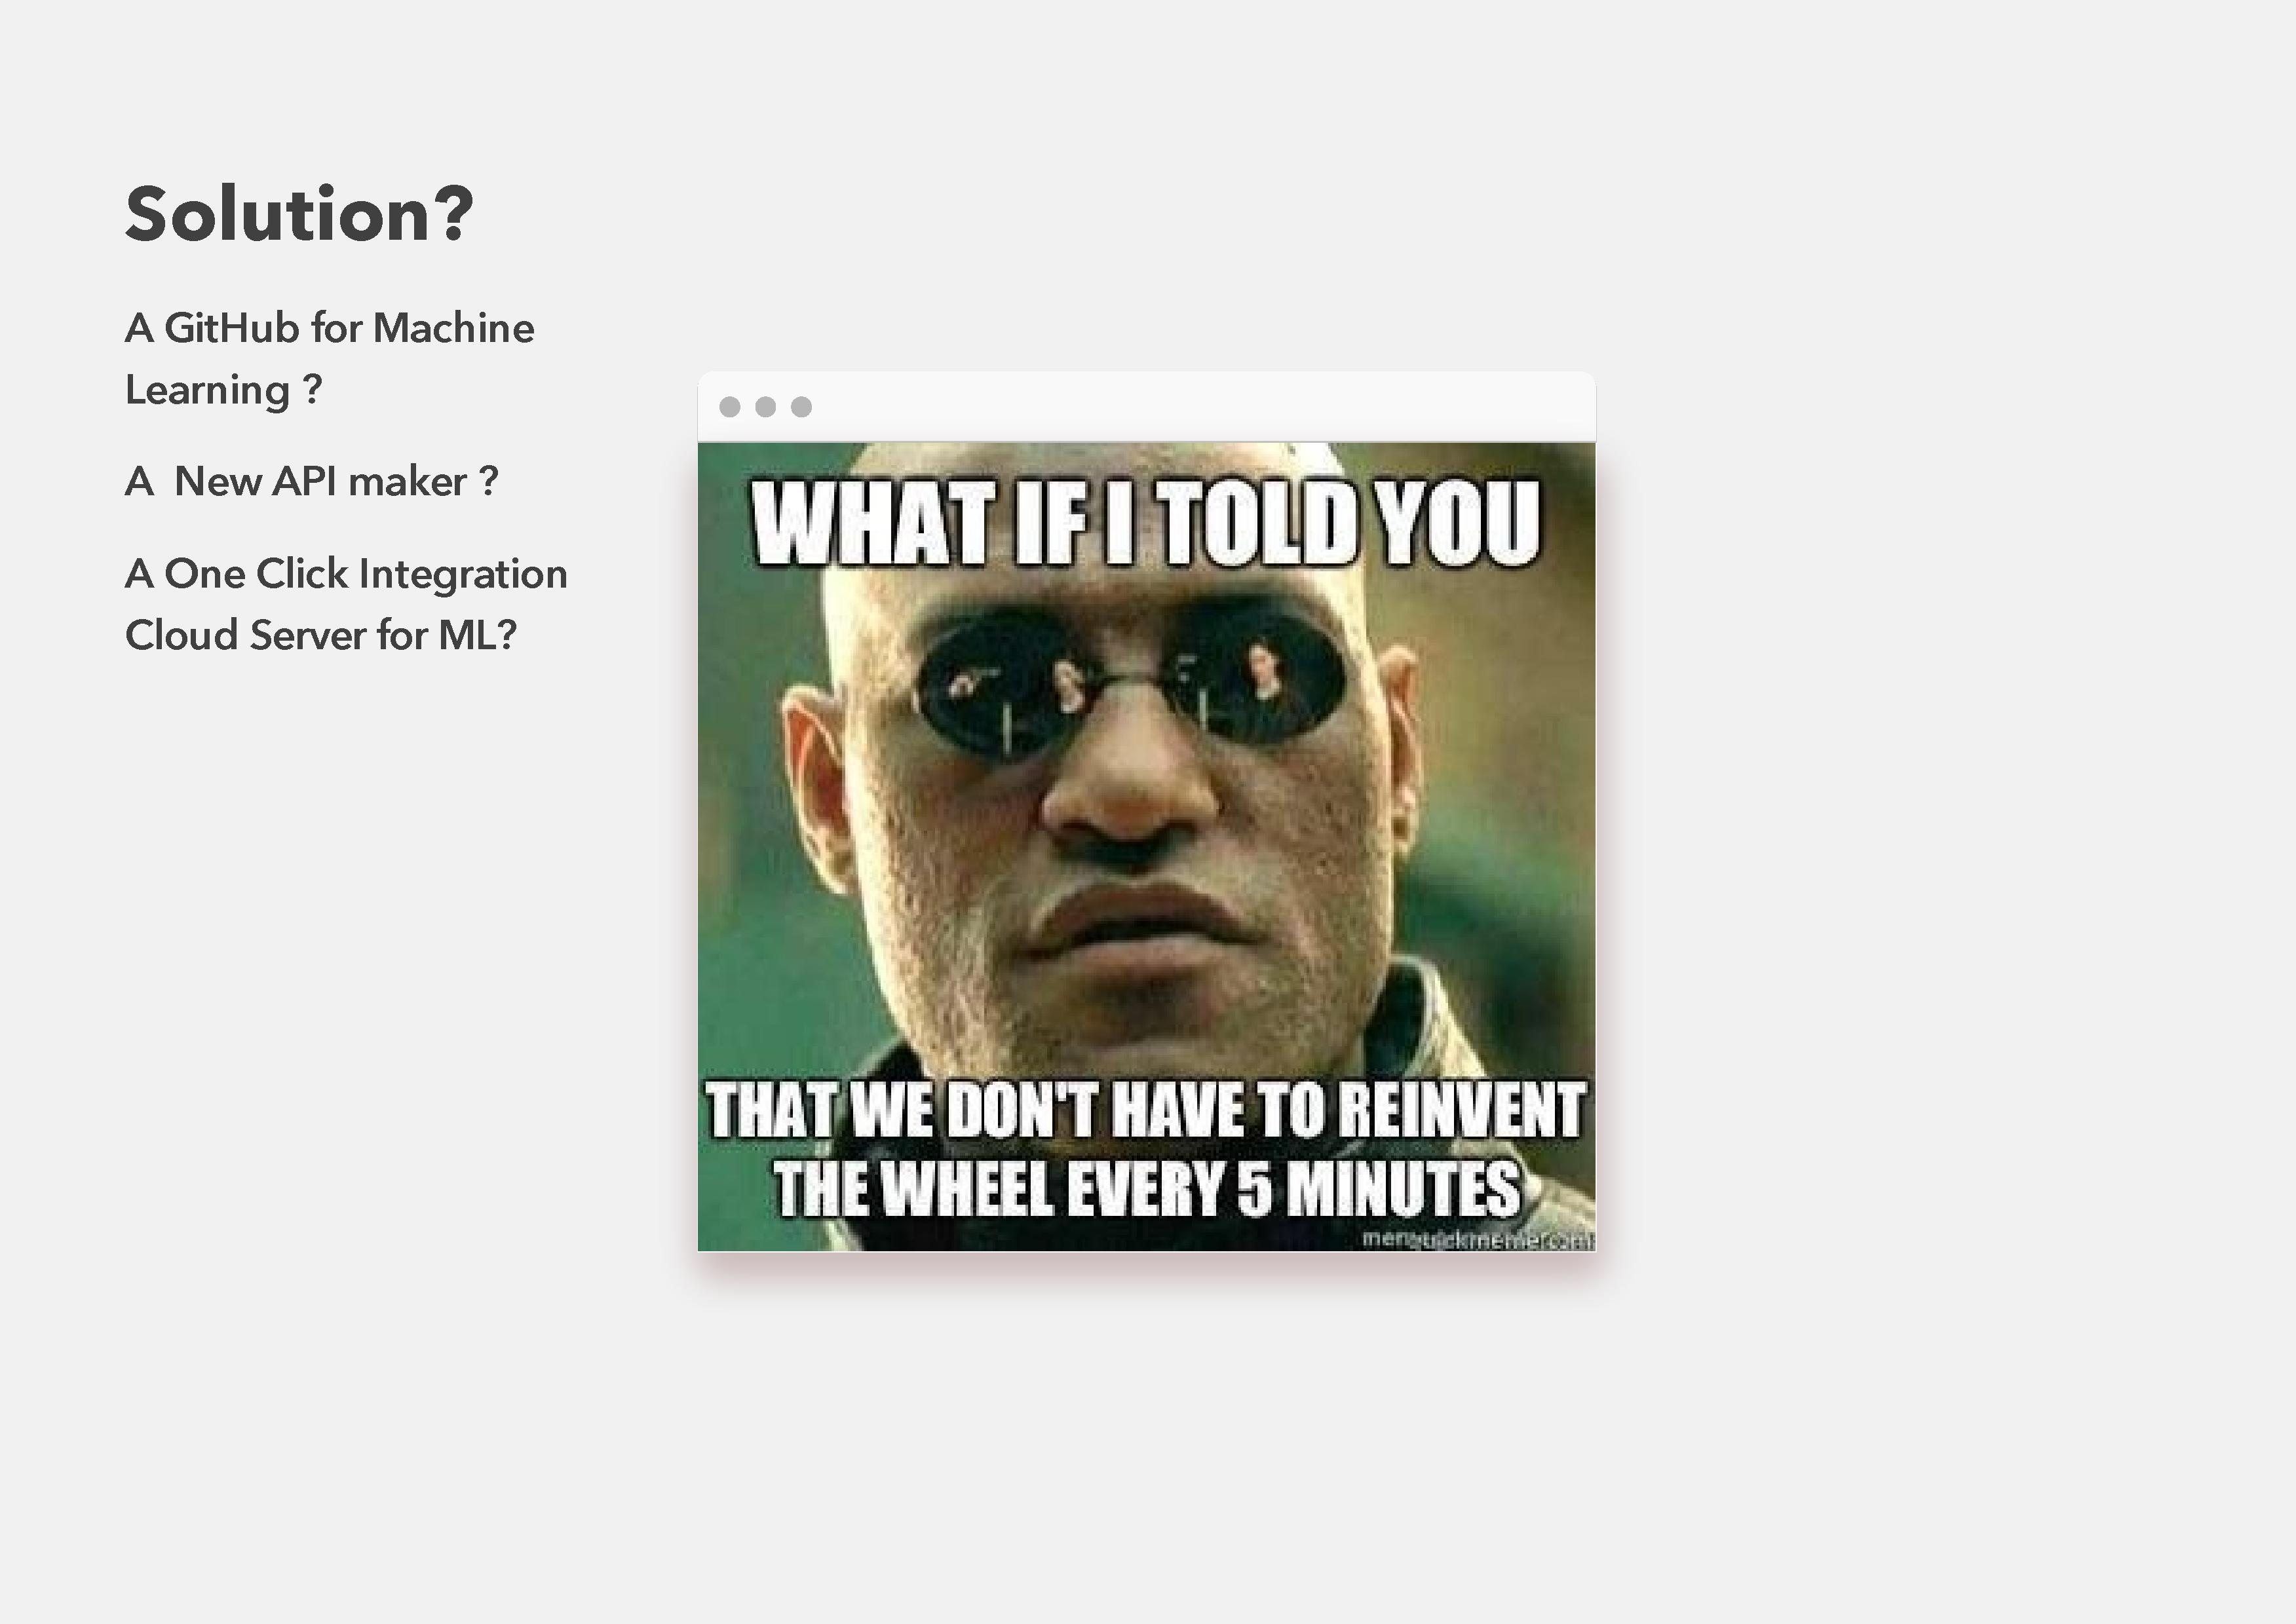 Solution?
A GitHub for Machine
Learning ?
A  New API maker ?
A One Click Integration
Cloud Server for ML?
WHAT IF I TOLD YOU
THAT WE DON'T HAVE TO REINVENT
THE WHEEL EVERY 5 MINUTES